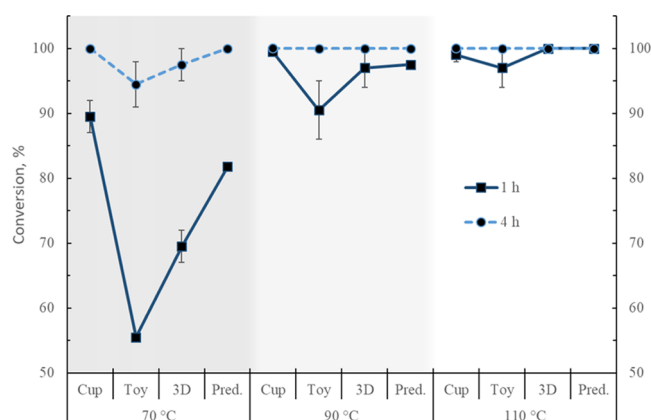 100 100
90 90
80 80
70 70
60 60
50 50
Conversion, %
1 h
4 h
Cup Toy 3D Pred. Cup Toy 3D Pred. Cup Toy 3D Pred.
70 °C 90 °C 110 °C